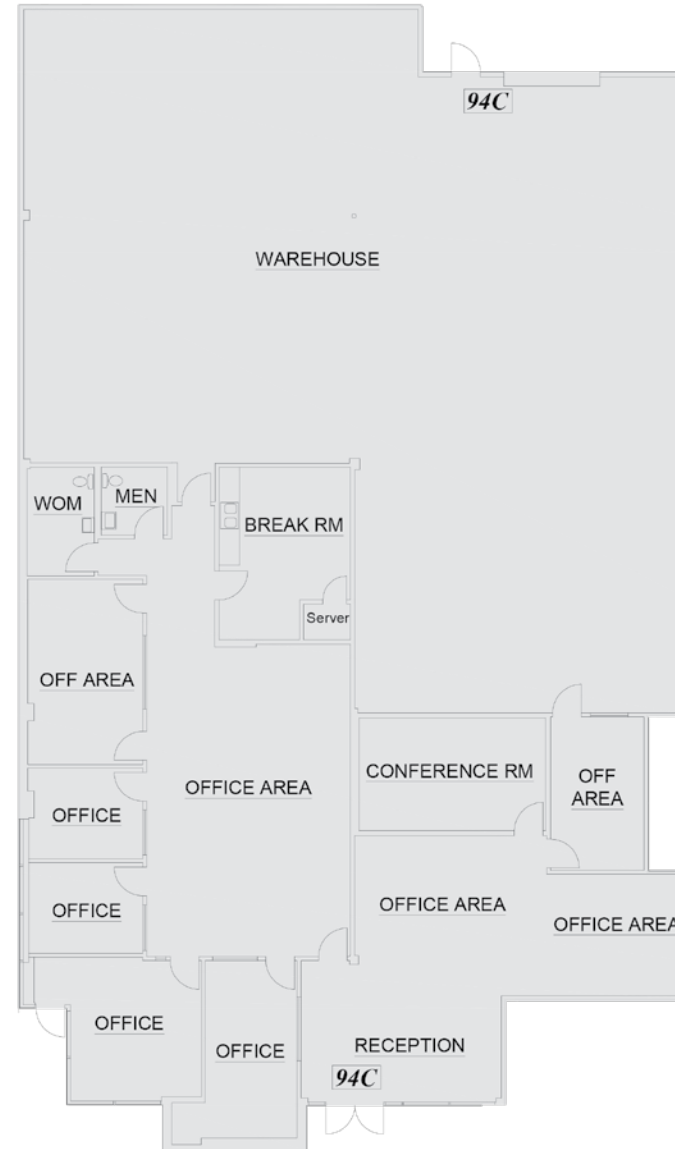 94C
WAREHOUSE
WOM
MEN
BREAK RM
Server
OFF AREA
CONFERENCE RM
OFF
AREA
OFFICE AREA
OFFICE
OFFICE AREA
OFFICE
OFFICE AREA
OFFICE
OFFICE
RECEPTION
94C